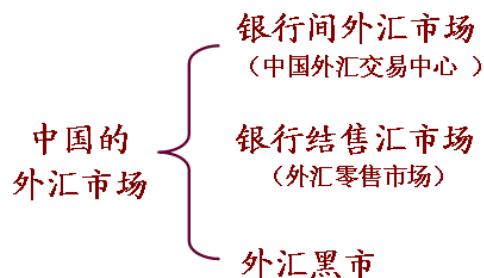 中国的
外汇市场
银行间外汇市场
（中国外汇交易中心 ）
银行结售汇市场
（外汇零售市场）
外汇黑市